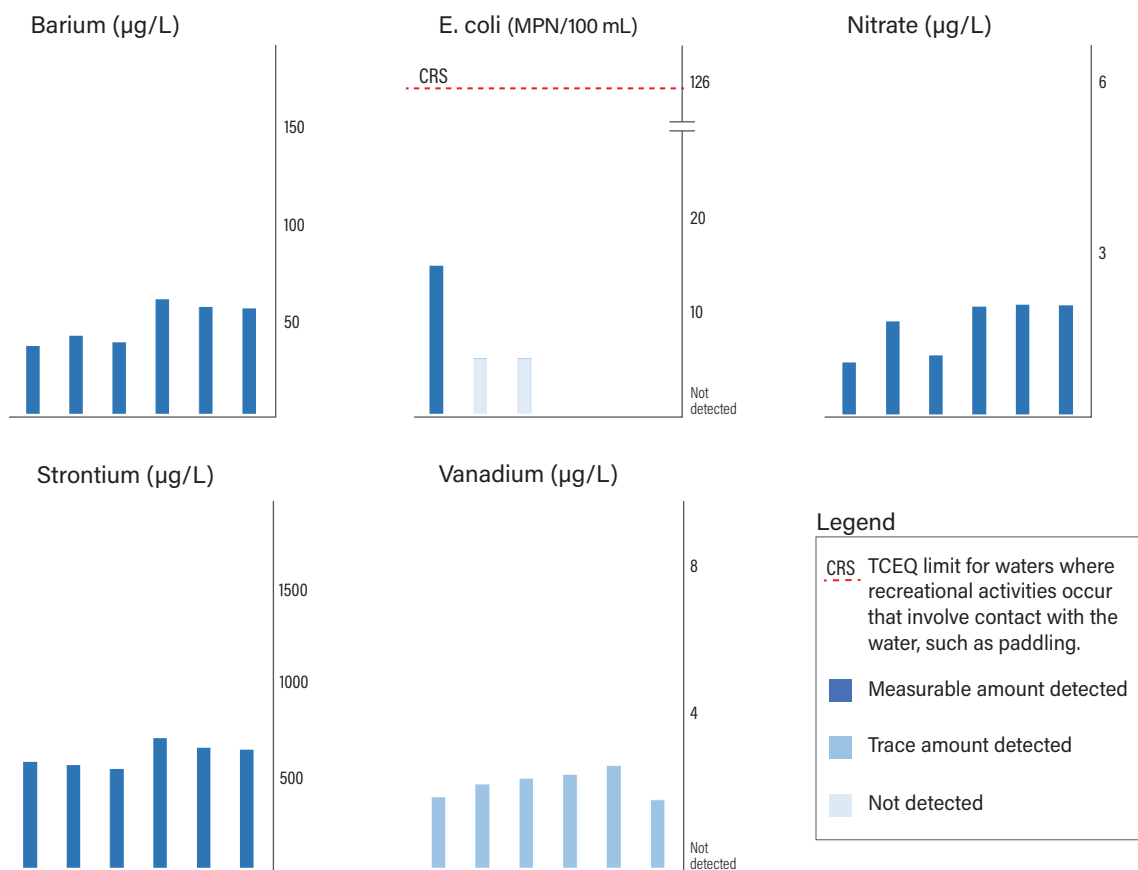 Barium (µg/L)
150
100
50
E. coli (MPN/100 mL)
CRS
126
20
10
Not
detected
Nitrate (µg/L)
6
3
Strontium (µg/L)
1500
1000
500
Vanadium (µg/L)
8
4
Not
detected
Legend
CRS TCEQ limit for waters where
recreational activities occur
that involve contact with the
water, such as paddling.
Measurable amount detected
Trace amount detected
Not detected